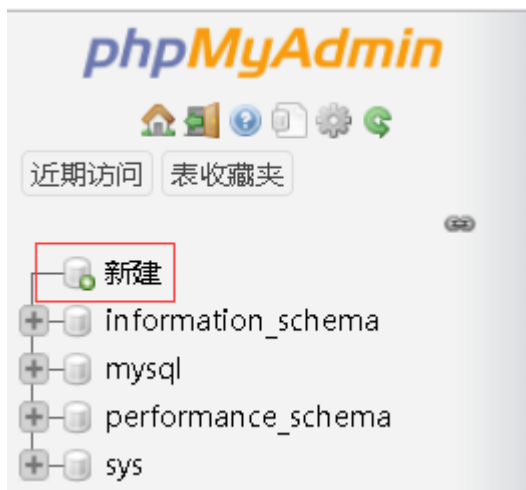 phpMyAdmin
近期访问 表收藏夹
新建
information_schema
mysql
performance_schema
sys